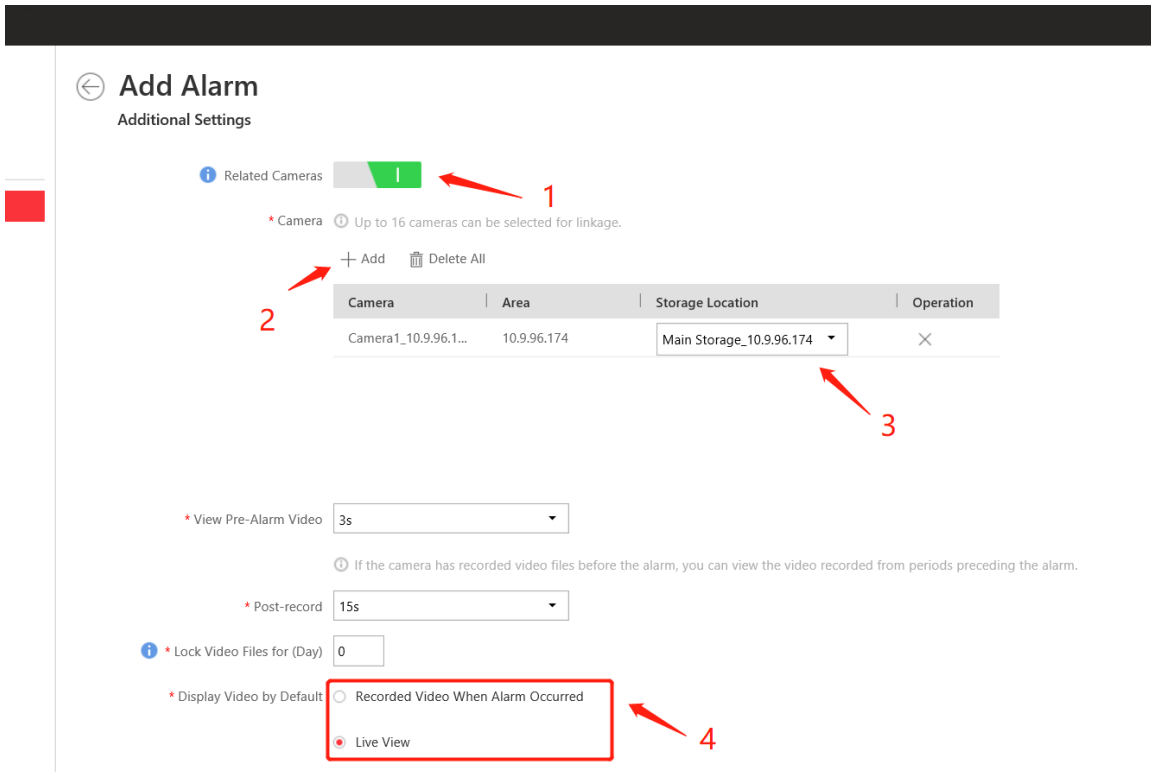 Add Alarm
Additional Settings
Related Cameras
1
* Camera Up to 16 cameras can be selected for linkage.
+ Add Delete All
2
Camera Area Storage Location Operation
Camera1_10.9.96.1... 10.9.96.174 Main Storage_10.9.96.174
3
* View Pre-Alarm Video 3s
If the camera has recorded video files before the alarm, you can view the video recorded from periods preceding the alarm.
* Post-record 15s
* Lock Video Files for (Day) 0
* Display Video by Default Recorded Video When Alarm Occurred
4
Live View